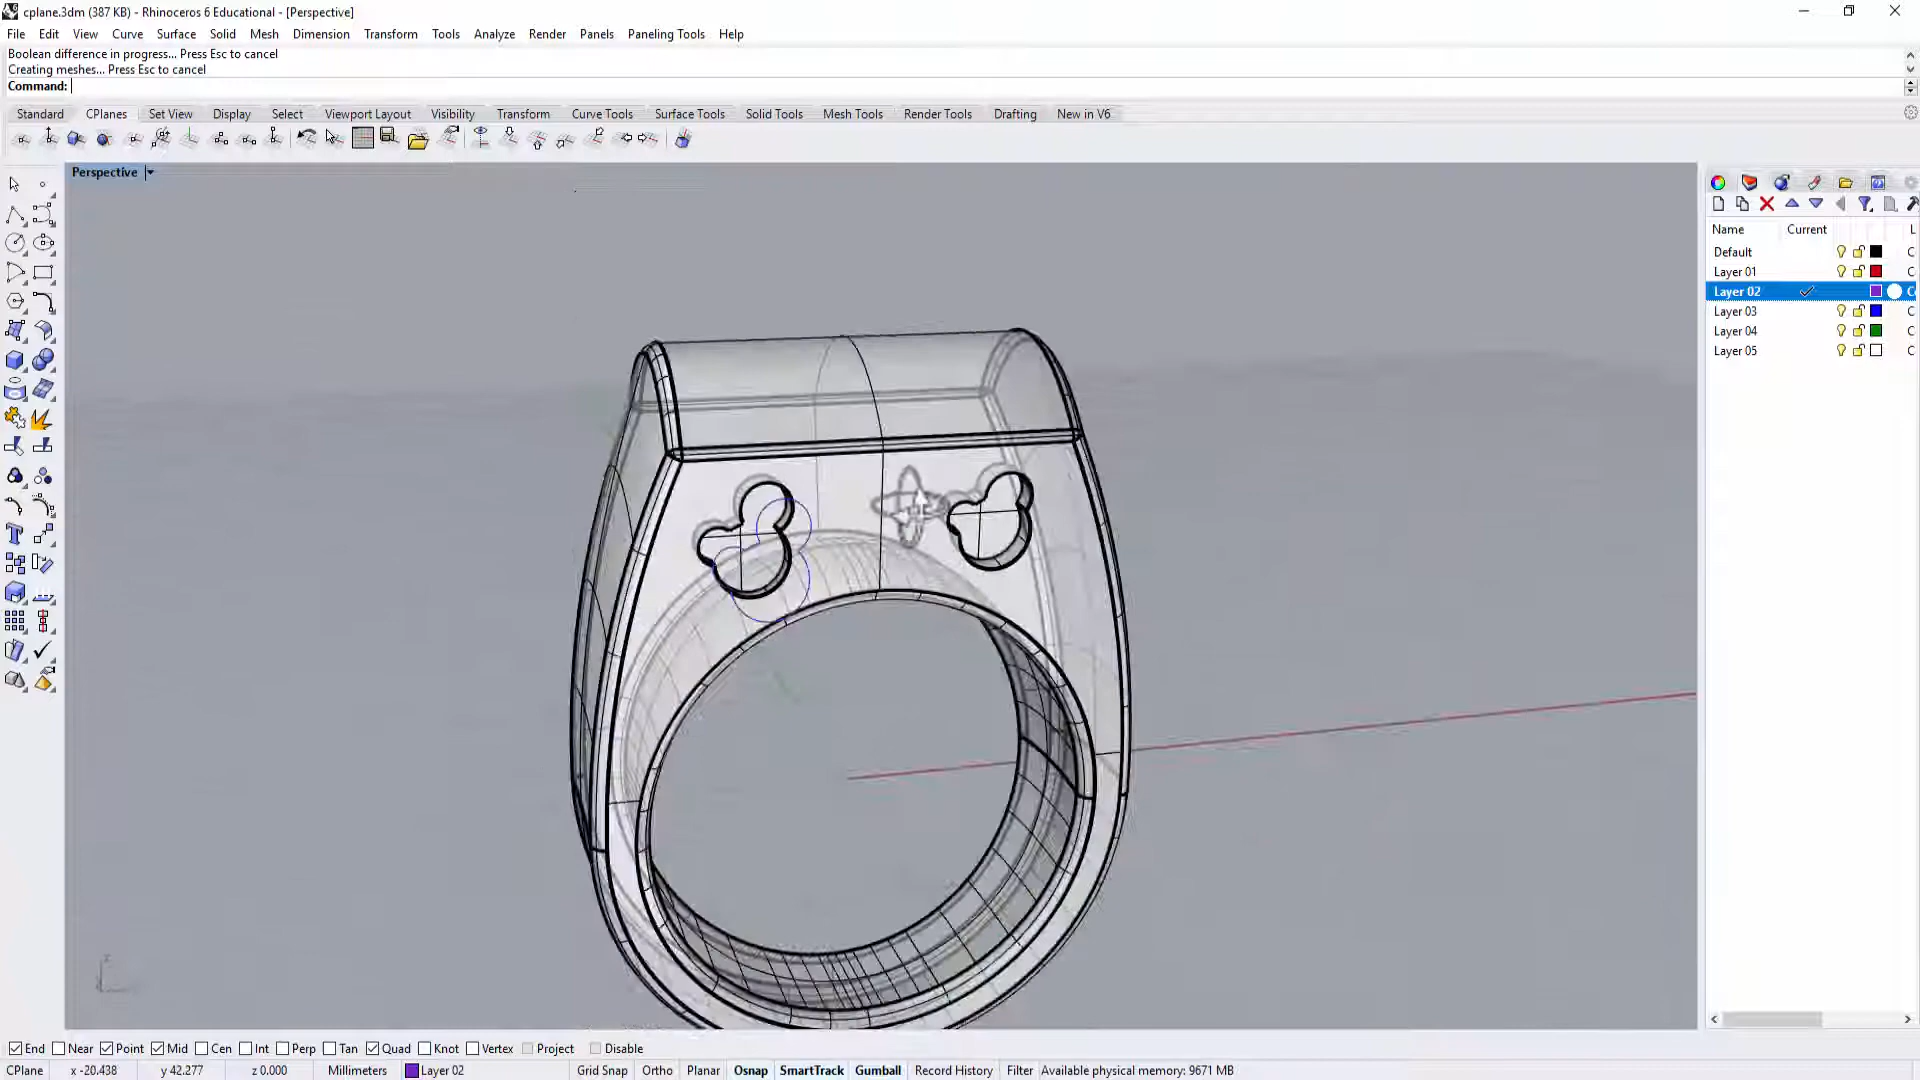 cplane.3dm (387 KB) - Rhinoceros 6 Educational - [Perspective]
File Edit View Curve Surface Solid Mesh Dimension Transform Tools Analyze Render Panels Paneling Tools Help
Boolean difference in progress... Press Esc to cancel
Creating meshes... Press Esc to cancel
Command:
Standard CPlanes Set View Display Select Viewport Layout Visibility Transform Curve Tools Surface Tools Solid Tools Mesh Tools Render Tools Drafting New in V6
Perspective
Name Current L
Default C
Layer 01 C
Layer 02 C
Layer 03 C
Layer 04 C
Layer 05 C
End Near Point Mid Cen Int Perp Tan Quad Knot Vertex Project Disable
CPlane x -20.438 y 42.277 z 0.000 Millimeters Layer 02 Grid Snap Ortho Planar Osnap SmartTrack Gumball Record History Filter Available physical memory: 9671 MB